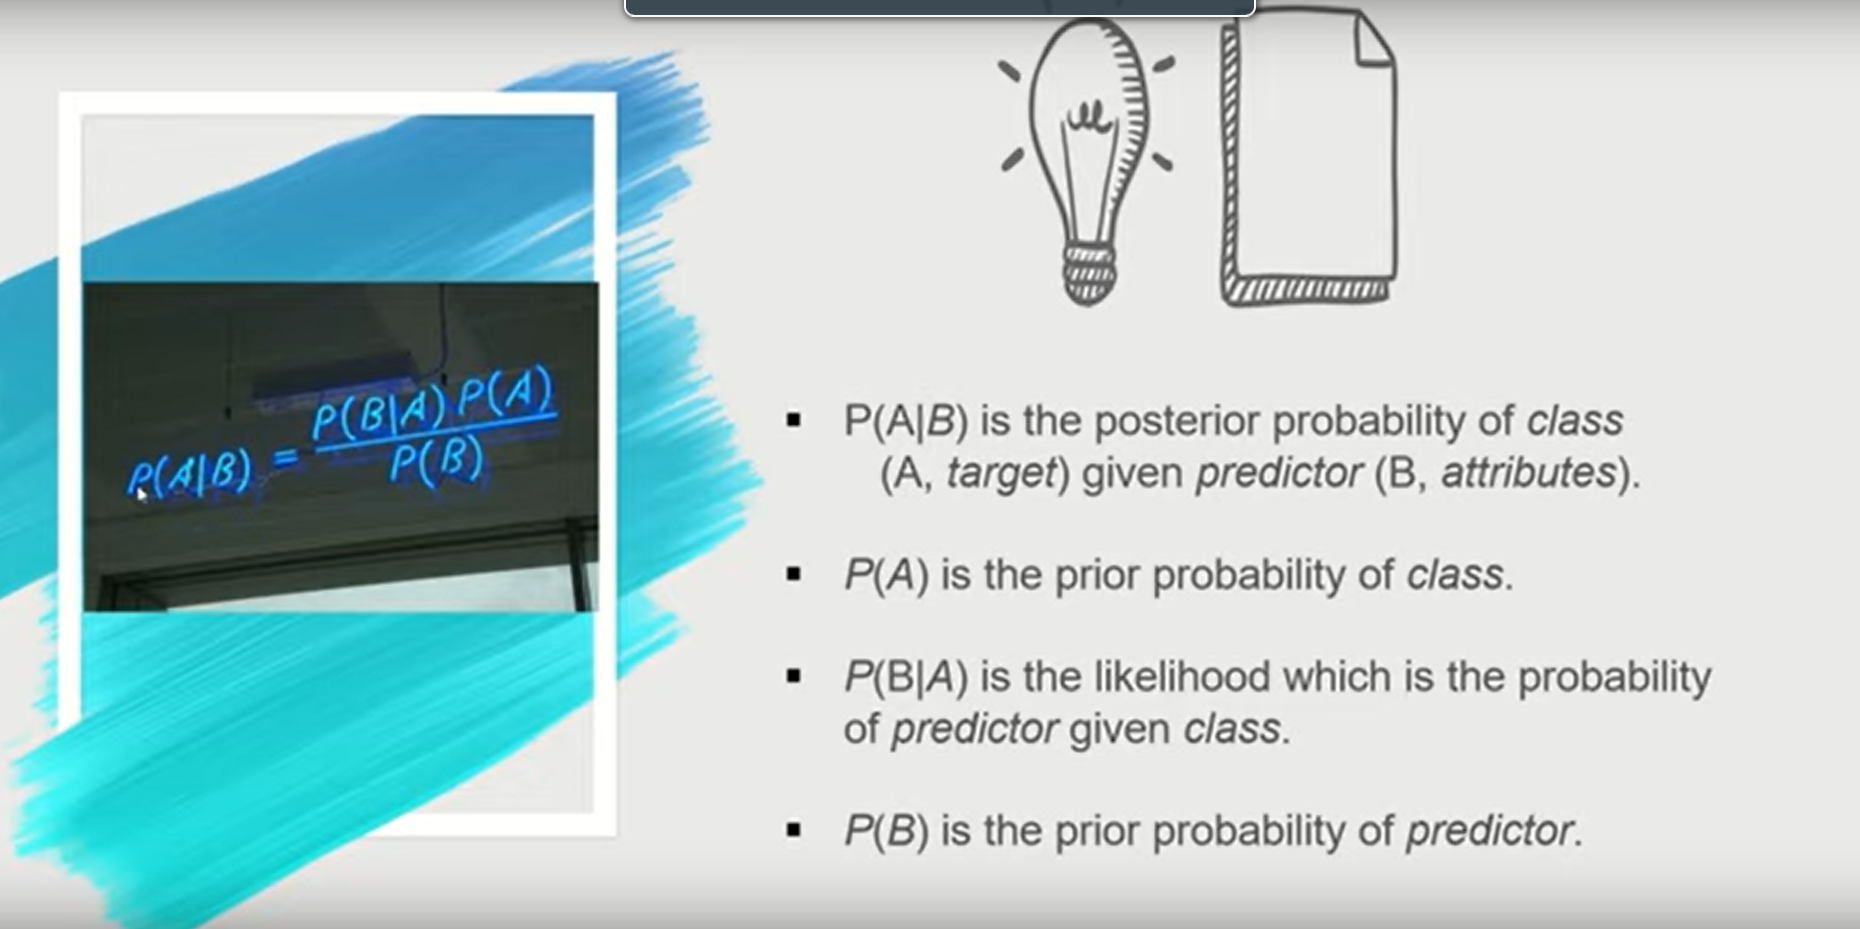 P(A|B) = P(B|A) P(A)
P(B)
▪ P(A|B) is the posterior probability of class
(A, target) given predictor (B, attributes).
▪ P(A) is the prior probability of class.
▪ P(B|A) is the likelihood which is the probability
of predictor given class.
▪ P(B) is the prior probability of predictor.